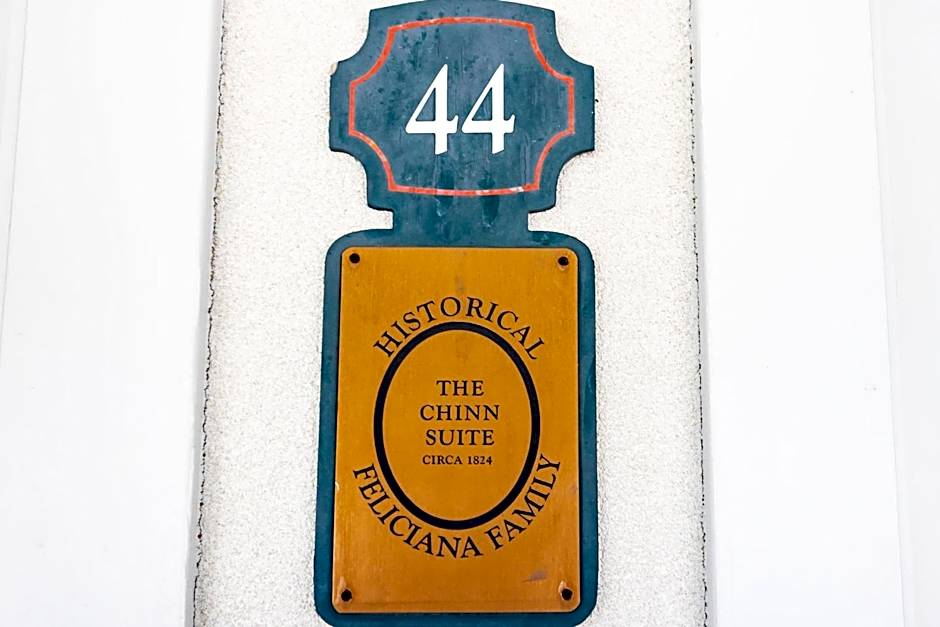 44
HISTORICAL
THE
CHINN
SUITE
CIRCA 1824
FELICIANA FAMILY